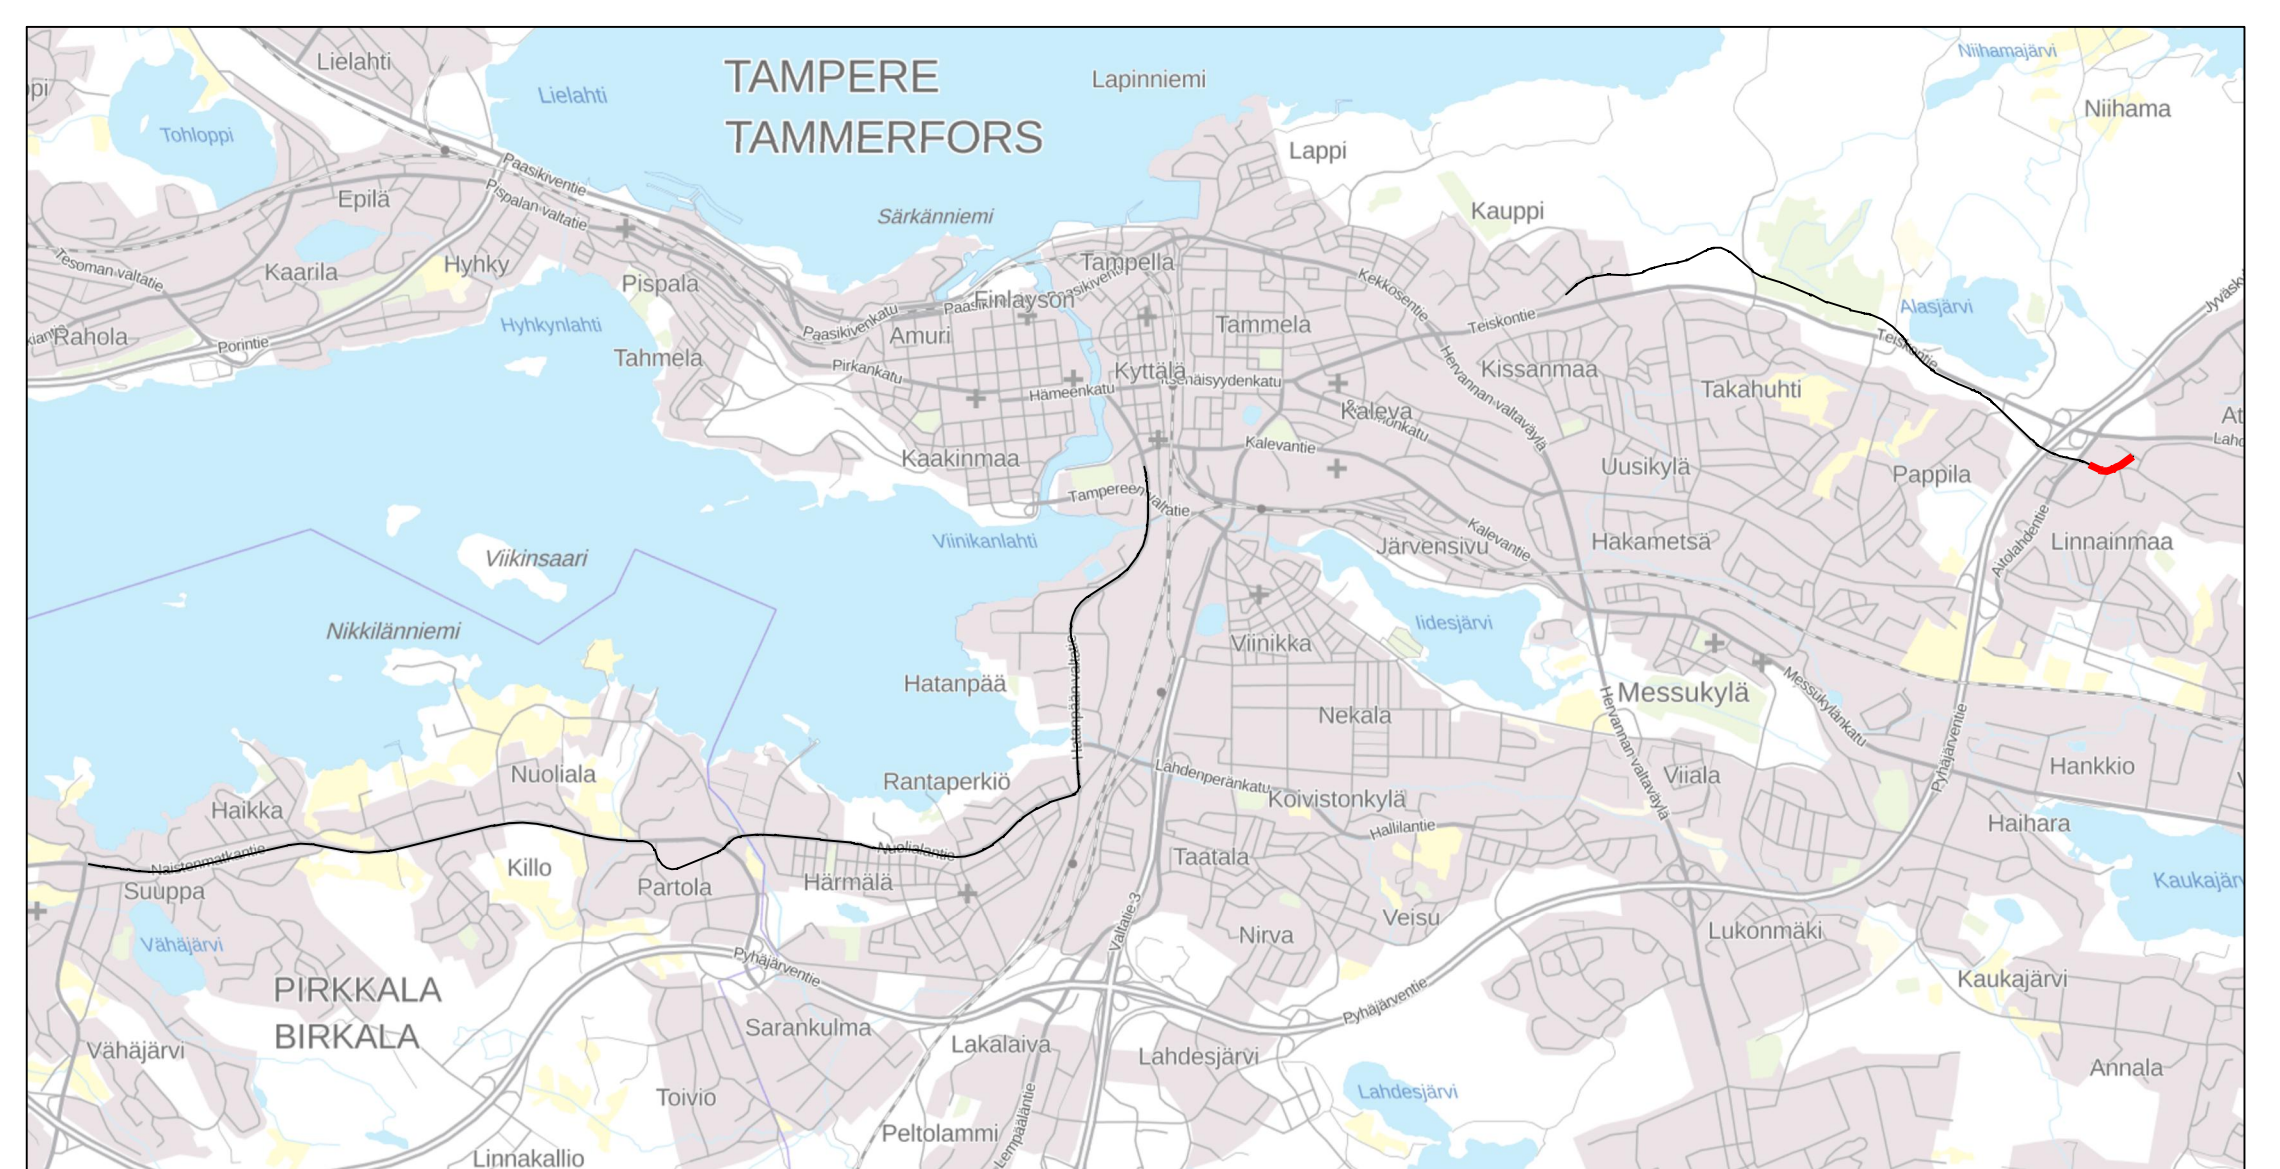 Lielahti
TAMPERE
TAMMERFORS
Lapinniemi
Niihamajärvi
Niihama
Lielahti
Tohloppi
Lappi
Paasikiventie
Pispalan valtatie
Epilä
Särkänniemi
Kauppi
Tesoman valtatie
Kaarila
Hyhky
Pispala
Tampella
Kekkosentie
Finlayson
Paasikivenkatu
Amuri
Tammela
Teiskontie
Alasjärvi
Rahola
Porintie
Hyhkynlahti
Tahmela
Pirkankatu
Hämeenkatu
Kyttälä
Hervannan valtaväylä
Kissanmaa
Teiskontie
Takahuhti
Kaleva
Kalevantie
Kaakinmaa
Uusikylä
Pappila
Tampereen valtatie
Viinikanlahti
Viikinsaari
Järvensivu
Kalevantie
Hakametsä
Aitolahdentie
Linnainmaa
Nikkilänniemi
Iidesjärvi
Viinikka
Hatanpää
Hatanpään valtatie
Nekala
Messukylä
Hervannan valtaväylä
Messukylänkatu
Pyhäjärventie
Nuoliala
Rantaperkiö
Lahdenperänkatu
Koivistonkylä
Viiala
Hankkio
Haikka
Hallilantie
Haihara
Naistenmatkantie
Suuppa
Killo
Partola
Nuolialantie
Härmälä
Taatala
Veisu
Lukonmäki
Vähäjärvi
Valtatie 3
Nirva
PIRKKALA
BIRKALA
Pyhäjärventie
Pyhäjärventie
Kaukajärvi
Sarankulma
Lakalaiva
Lahdesjärvi
Vähäjärvi
Toivio
Lahdesjärvi
Annala
Peltolammi
Lempääläntie
Linnakallio